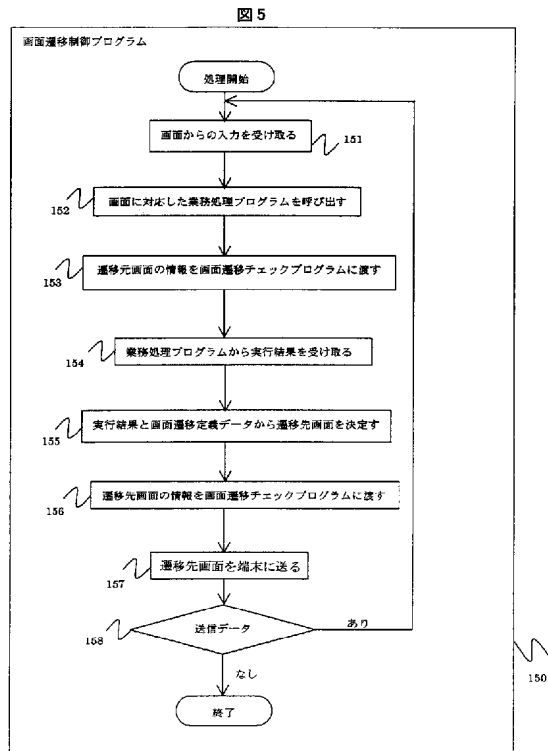 図5
画面遷移制御プログラム
処理開始
画面からの入力を受け取る
151
画面に対応した業務処理プログラムを呼び出す
152
遷移元画面の情報を画面遷移チェックプログラムに渡す
153
業務処理プログラムから実行結果を受け取る
154
実行結果と画面遷移定義データから遷移先画面を決定す
155
遷移先画面の情報を画面遷移チェックプログラムに渡す
156
遷移先画面を端末に送る
157
送信データ
あり
158
なし
150
終了